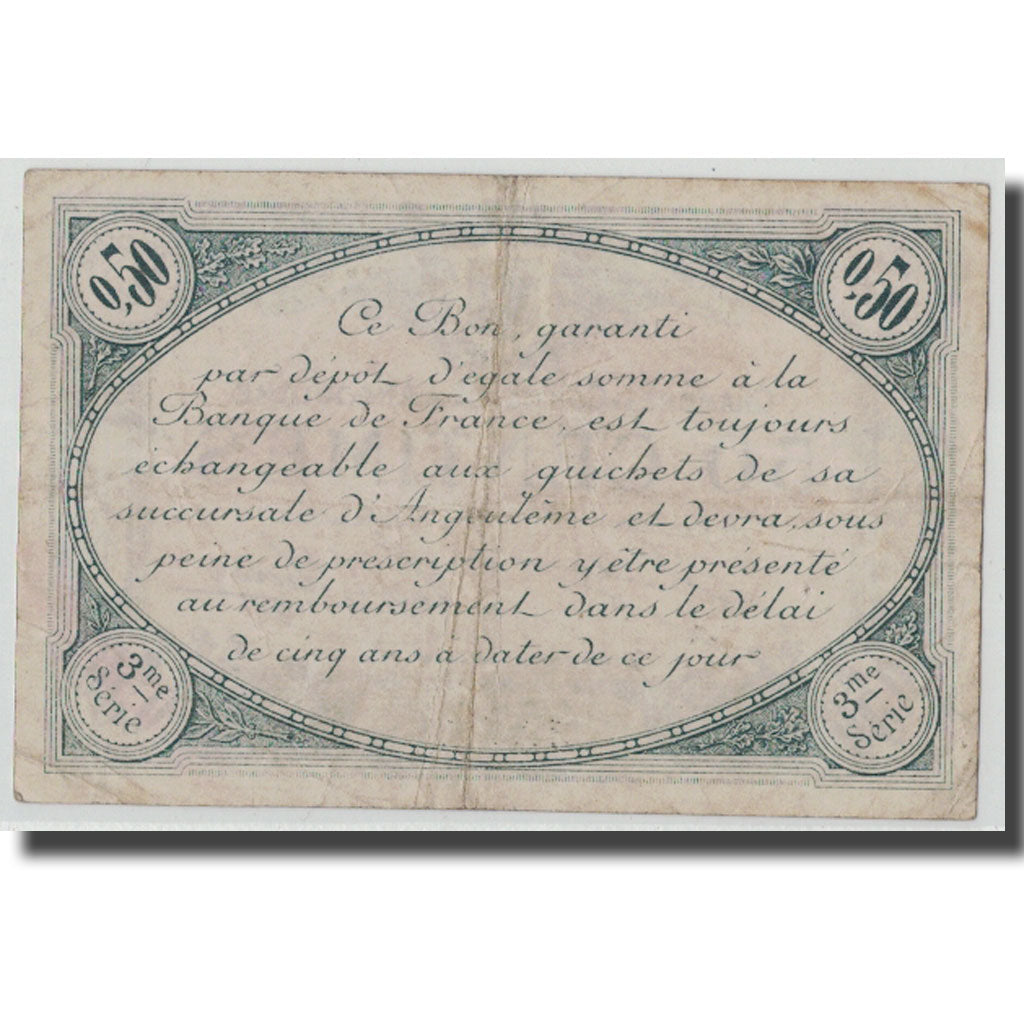 0,50
0,50
Ce Bon, garanti
par dépôt d'égale somme à la
Banque de France, est toujours
échangeable aux guichets de sa
succursale d'Angoulême et devra, sous
peine de prescription y être présenté
au remboursement dans le délai
de cinq ans à dater de ce jour
3me
Série
3me
Série